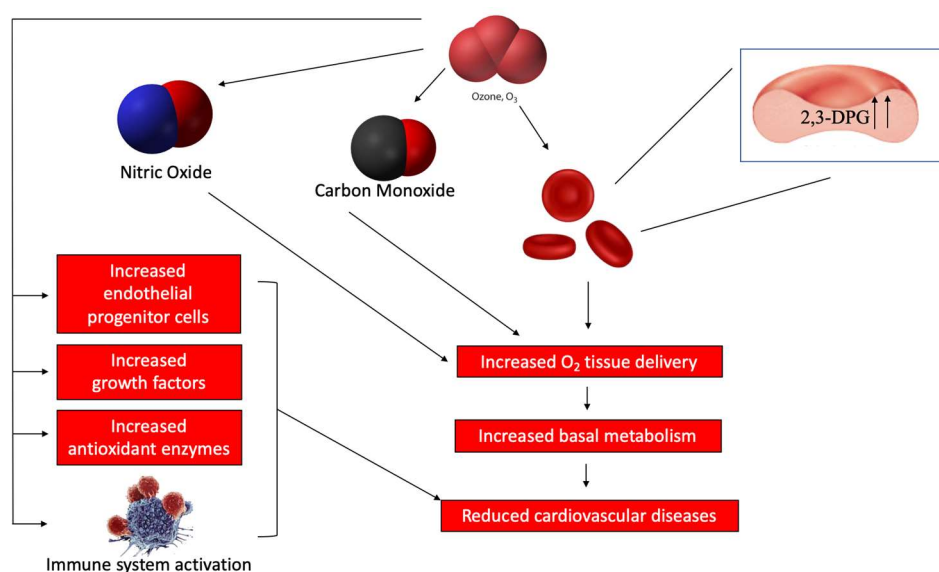 Ozone, O₃
2,3-DPG
Nitric Oxide
Carbon Monoxide
Increased
endothelial
progenitor cells
Increased O₂ tissue delivery
Increased
growth factors
Increased
antioxidant enzymes
Increased basal metabolism
Reduced cardiovascular diseases
Immune system activation